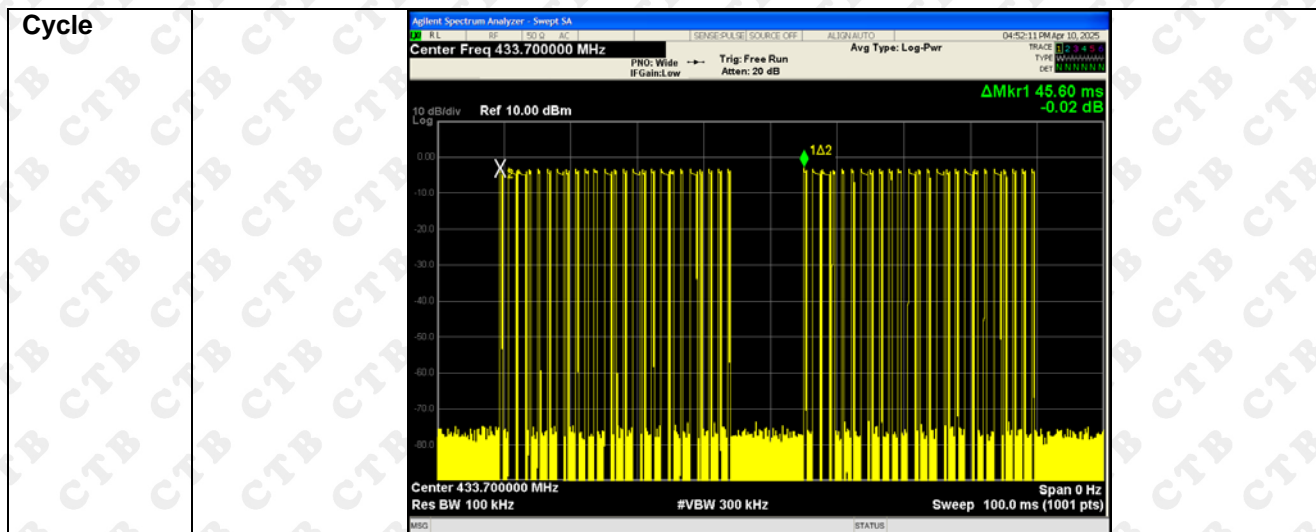 Cycle
Agilent Spectrum Analyzer - Swept SA
RL RF 50 Ω AC SENSE:PULSE SOURCE OFF ALIGN AUTO 04:52:11 PM Apr 10, 2025
Center Freq 433.700000 MHz Avg Type: Log-Pwr TRACE 1 2 3 4 5 6
PNO: Wide Trig: Free Run TYPE W
IFGain:Low Atten: 20 dB DET N N N N N N
ΔMkr1 45.60 ms
-0.02 dB
10 dB/div Ref 10.00 dBm
Log
1Δ2
0.00
2
-10.0
-20.0
-30.0
-40.0
-50.0
-60.0
-70.0
-80.0
Center 433.700000 MHz Span 0 Hz
Res BW 100 kHz #VBW 300 kHz Sweep 100.0 ms (1001 pts)
MSG STATUS
CTB